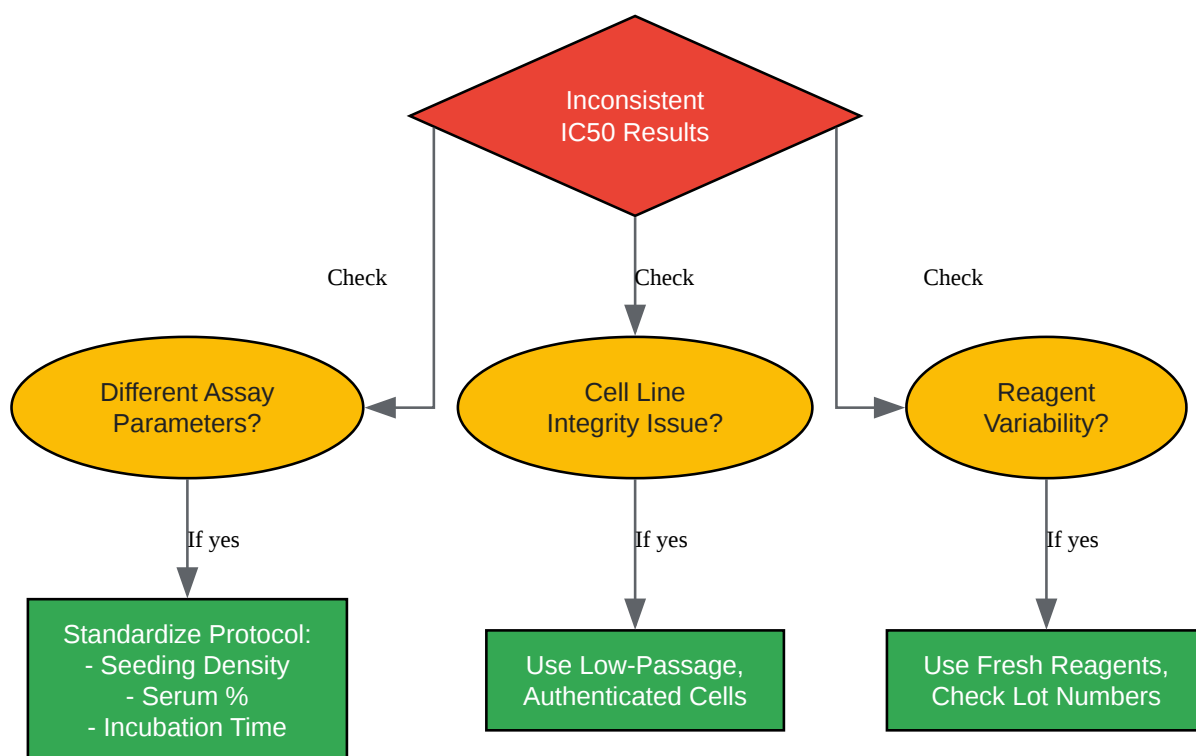 Inconsistent
IC50 Results
Check
Check
Check
Different Assay
Parameters?
Cell Line
Integrity Issue?
Reagent
Variability?
If yes
If yes
If yes
Standardize Protocol:
- Seeding Density
- Serum %
- Incubation Time
Use Low-Passage,
Authenticated Cells
Use Fresh Reagents,
Check Lot Numbers